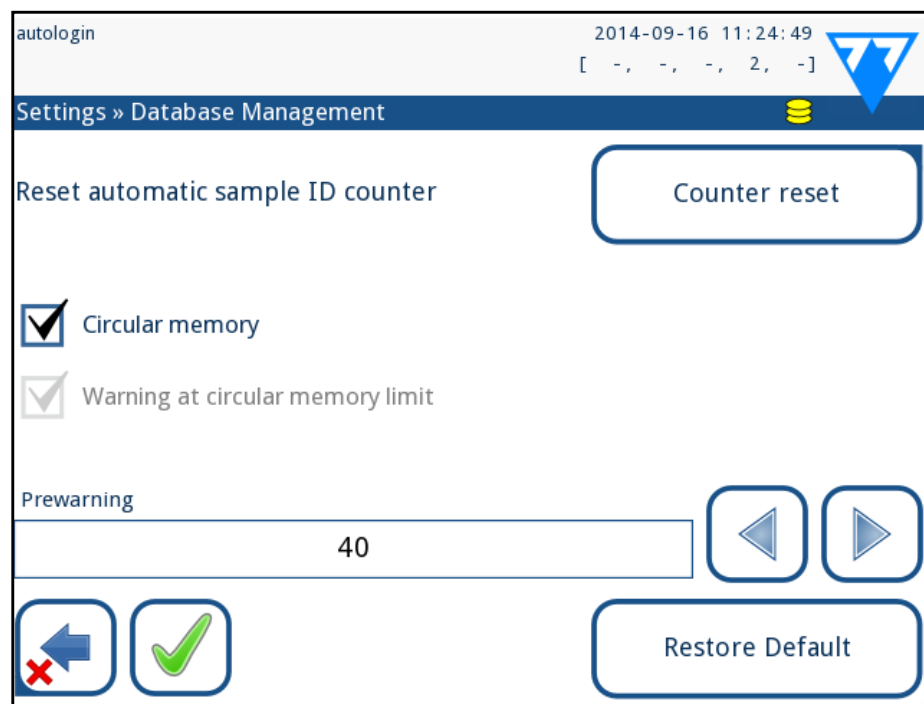 autologin
2014-09-16 11:24:49
[ -, -, -, 2, -]
Settings » Database Management
Reset automatic sample ID counter
Counter reset
Circular memory
Warning at circular memory limit
Prewarning
40
Restore Default